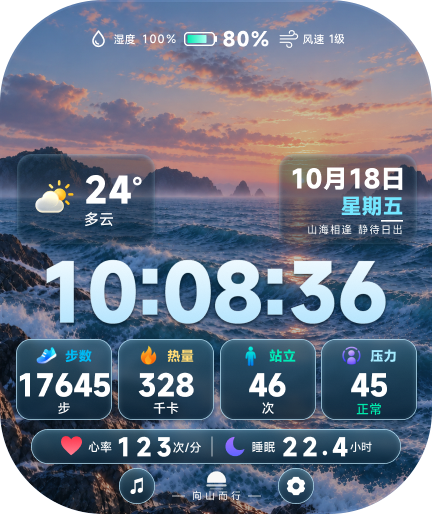 湿度 100% 80% 风速 1级
24°
多云
10月18日
星期五
山海相逢 静待日出
10:08:36
步数 热量 站立 压力
17645 328 46 45
步 千卡 次 正常
心率 123次/分 睡眠 22.4小时
向山而行